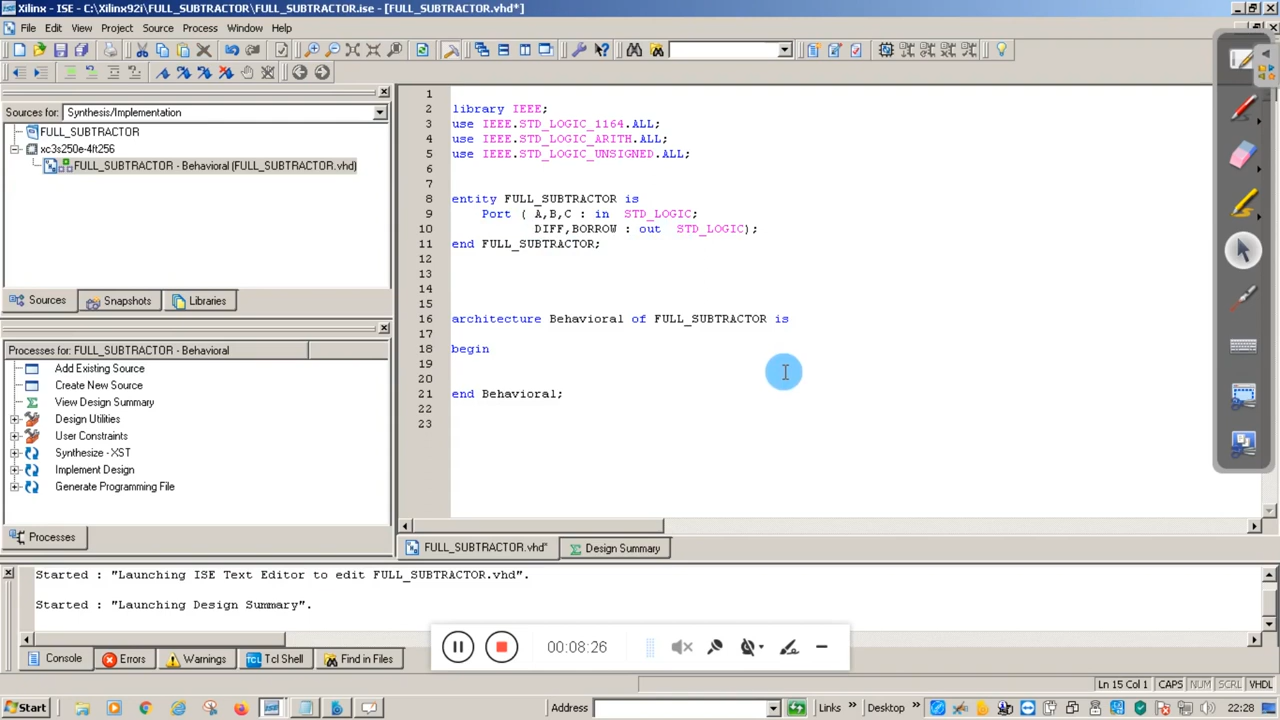 Xilinx - ISE - C:\Xilinx92i\FULL_SUBTRACTOR\FULL_SUBTRACTOR.ise - [FULL_SUBTRACTOR.vhd*]
File Edit View Project Source Process Window Help
Sources for: Synthesis/Implementation
FULL_SUBTRACTOR
xc3s250e-4ft256
FULL_SUBTRACTOR - Behavioral (FULL_SUBTRACTOR.vhd)
Sources Snapshots Libraries
Processes for: FULL_SUBTRACTOR - Behavioral
Add Existing Source
Create New Source
View Design Summary
Design Utilities
User Constraints
Synthesize - XST
Implement Design
Generate Programming File
Processes
1
2 library IEEE;
3 use IEEE.STD_LOGIC_1164.ALL;
4 use IEEE.STD_LOGIC_ARITH.ALL;
5 use IEEE.STD_LOGIC_UNSIGNED.ALL;
6
7
8 entity FULL_SUBTRACTOR is
9 Port ( A,B,C : in STD_LOGIC;
10 DIFF,BORROW : out STD_LOGIC);
11 end FULL_SUBTRACTOR;
12
13
14
15
16 architecture Behavioral of FULL_SUBTRACTOR is
17
18 begin
19
20
21 end Behavioral;
22
23
FULL_SUBTRACTOR.vhd* Design Summary
Started : "Launching ISE Text Editor to edit FULL_SUBTRACTOR.vhd".
Started : "Launching Design Summary".
00:08:26
Console Errors Warnings Tcl Shell Find in Files
Ln 15 Col 1 CAPS NUM SCRL VHDL
Start Address Links » Desktop » 22:28